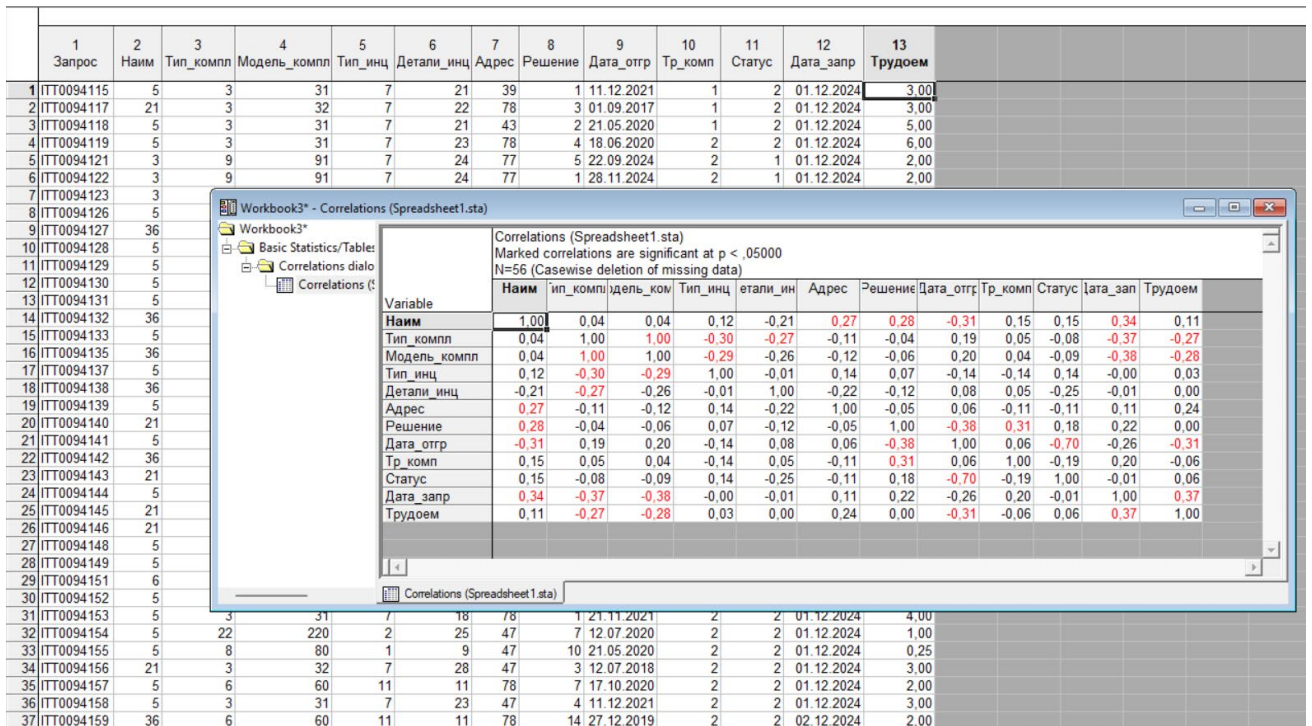 1 2 3 4 5 6 7 8 9 10 11 12 13
Запрос Наим Тип_компл Модель_компл Тип_инц Детали_инц Адрес Решение Дата_отгр Тр_комп Статус Дата_запр Трудоем
1 ITT0094115 5 3 31 7 21 39 1 11.12.2021 1 2 01.12.2024 3,00
2 ITT0094117 21 3 32 7 22 78 3 01.09.2017 1 2 01.12.2024 3,00
3 ITT0094118 5 3 31 7 21 43 2 21.05.2020 1 2 01.12.2024 5,00
4 ITT0094119 5 3 31 7 23 78 4 18.06.2020 2 2 01.12.2024 6,00
5 ITT0094121 3 9 91 7 24 77 5 22.09.2024 2 1 01.12.2024 2,00
6 ITT0094122 3 9 91 7 24 77 1 28.11.2024 2 1 01.12.2024 2,00
7 ITT0094123 3
8 ITT0094126 5
9 ITT0094127 36
10 ITT0094128 5
11 ITT0094129 5
12 ITT0094130 5
13 ITT0094131 5
14 ITT0094132 36
15 ITT0094133 5
16 ITT0094135 36
17 ITT0094137 5
18 ITT0094138 36
19 ITT0094139 5
20 ITT0094140 21
21 ITT0094141 5
22 ITT0094142 36
23 ITT0094143 21
24 ITT0094144 5
25 ITT0094145 21
26 ITT0094146 21
27 ITT0094148 5
28 ITT0094149 5
29 ITT0094151 6
30 ITT0094152 5
Workbook3* - Correlations (Spreadsheet1.sta)
Workbook3*
Basic Statistics/Tables
Correlations dialo
Correlations (S
Correlations (Spreadsheet1.sta)
Marked correlations are significant at p < ,05000
N=56 (Casewise deletion of missing data)
Variable Наим ип_компл одель_ком Тип_инц етали_ин Адрес Решение Дата_отгр Тр_комп Статус Дата_зап Трудоем
Наим 1,00 0,04 0,04 0,12 -0,21 0,27 0,28 -0,31 0,15 0,15 0,34 0,11
Тип_компл 0,04 1,00 1,00 -0,30 -0,27 -0,11 -0,04 0,19 0,05 -0,08 -0,37 -0,27
Модель_компл 0,04 1,00 1,00 -0,29 -0,26 -0,12 -0,06 0,20 0,04 -0,09 -0,38 -0,28
Тип_инц 0,12 -0,30 -0,29 1,00 -0,01 0,14 0,07 -0,14 -0,14 0,14 -0,00 0,03
Детали_инц -0,21 -0,27 -0,26 -0,01 1,00 -0,22 -0,12 0,08 0,05 -0,25 -0,01 0,00
Адрес 0,27 -0,11 -0,12 0,14 -0,22 1,00 -0,05 0,06 -0,11 -0,11 0,11 0,24
Решение 0,28 -0,04 -0,06 0,07 -0,12 -0,05 1,00 -0,38 0,31 0,18 0,22 0,00
Дата_отгр -0,31 0,19 0,20 -0,14 0,08 0,06 -0,38 1,00 0,06 -0,70 -0,26 -0,31
Тр_комп 0,15 0,05 0,04 -0,14 0,05 -0,11 0,31 0,06 1,00 -0,19 0,20 -0,06
Статус 0,15 -0,08 -0,09 0,14 -0,25 -0,11 0,18 -0,70 -0,19 1,00 -0,01 0,06
Дата_запр 0,34 -0,37 -0,38 -0,00 -0,01 0,11 0,22 -0,26 0,20 -0,01 1,00 0,37
Трудоем 0,11 -0,27 -0,28 0,03 0,00 0,24 0,00 -0,31 -0,06 0,06 0,37 1,00
Correlations (Spreadsheet1.sta)
31 ITT0094153 5 3 31 7 18 78 1 21.11.2021 2 2 01.12.2024 4,00
32 ITT0094154 5 22 220 2 25 47 7 12.07.2020 2 2 01.12.2024 1,00
33 ITT0094155 5 8 80 1 9 47 10 21.05.2020 2 2 01.12.2024 0,25
34 ITT0094156 21 3 32 7 28 47 3 12.07.2018 2 2 01.12.2024 3,00
35 ITT0094157 5 6 60 11 11 78 7 17.10.2020 2 2 01.12.2024 2,00
36 ITT0094158 5 3 31 7 23 47 4 11.12.2021 2 2 01.12.2024 3,00
37 ITT0094159 36 6 60 11 11 78 14 27.12.2019 2 2 02.12.2024 2,00